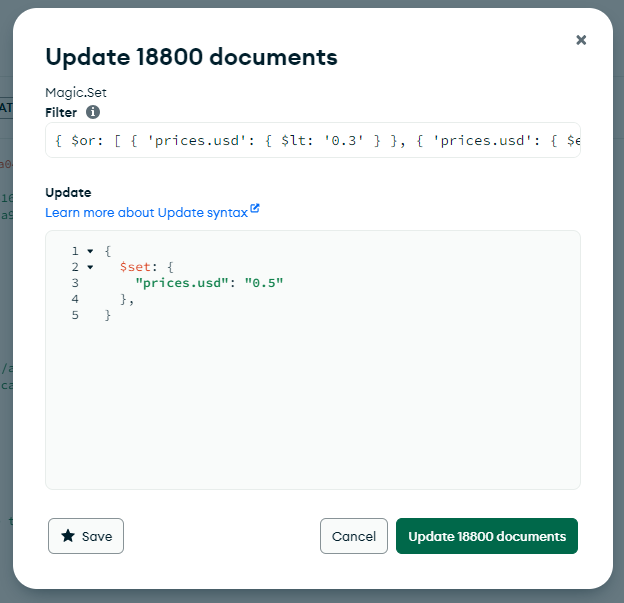 Update 18800 documents
Magic.Set
Filter
{ $or: [ { 'prices.usd': { $lt: '0.3' } }, { 'prices.usd': { $e
Update
Learn more about Update syntax
1 {
2 $set: {
3 "prices.usd": "0.5"
4 },
5 }
Save
Cancel
Update 18800 documents